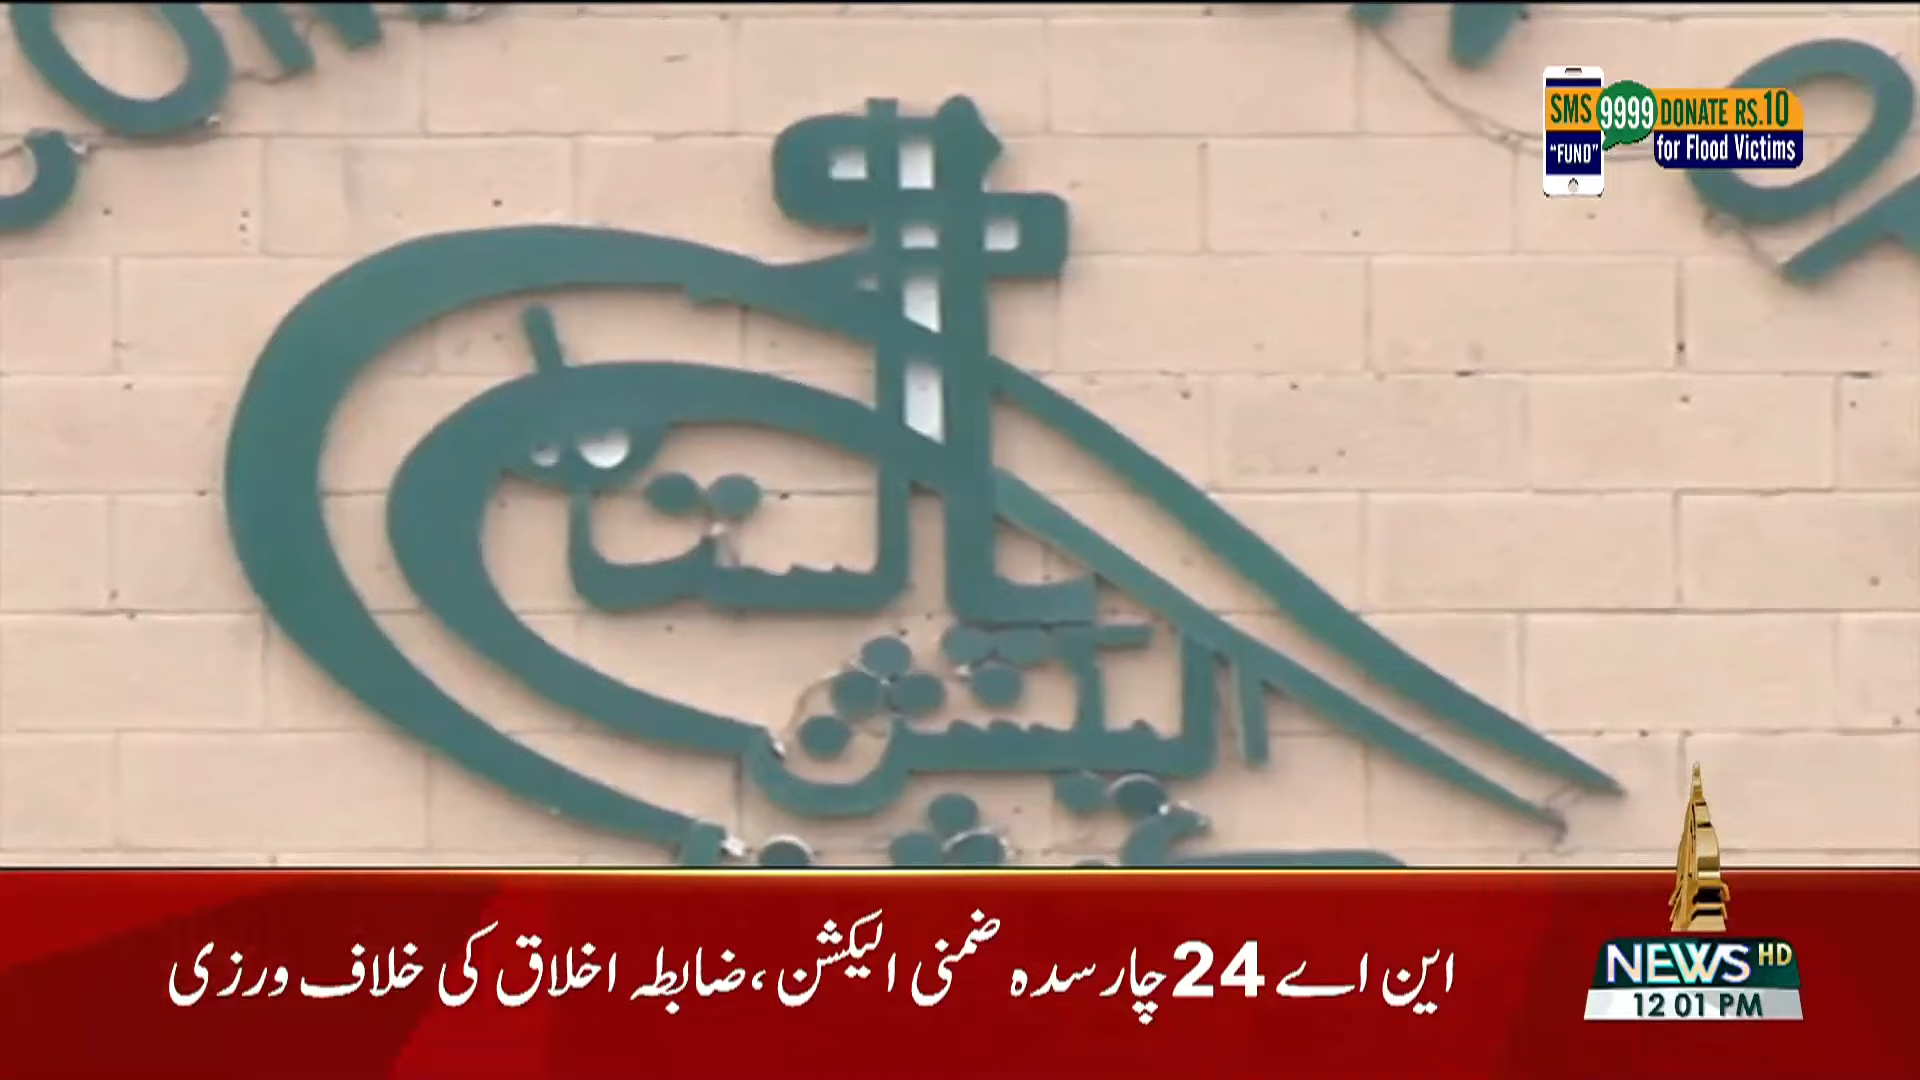 SMS 9999 DONATE RS.10
"FUND" for Flood Victims
پاکستان
الیکشن
این اے 24 چارسدہ ضمنی الیکشن، ضابطہ اخلاق کی خلاف ورزی
NEWS HD
12 01 PM